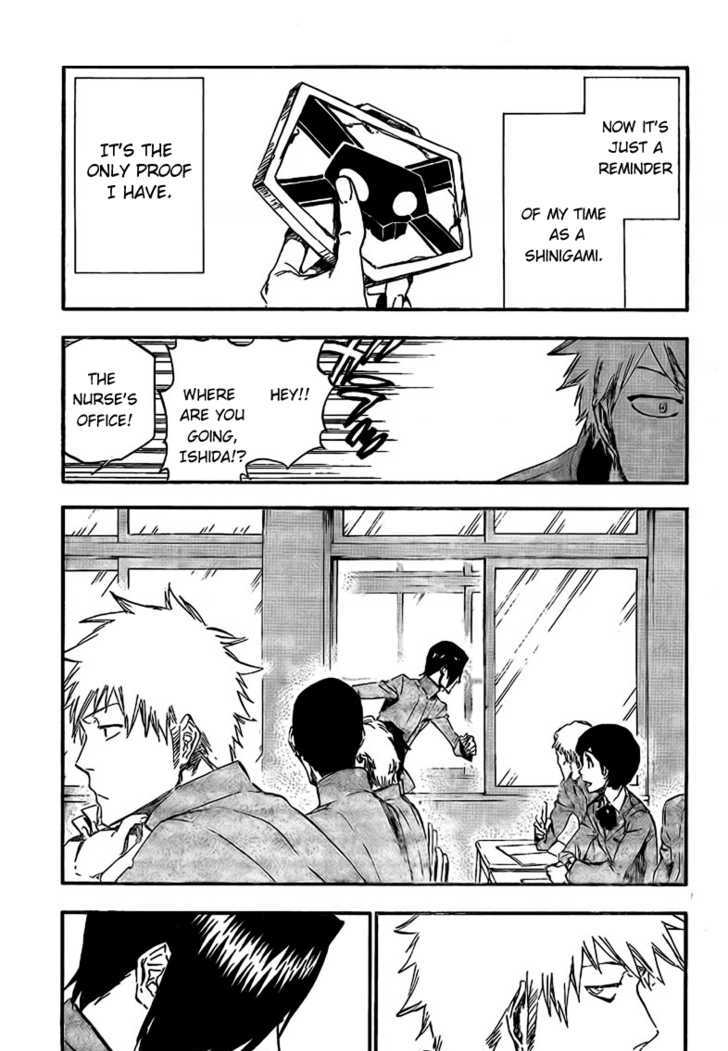 NOW IT'S
JUST A
REMINDER
OF MY TIME
AS A
SHINIGAMI.
IT'S THE
ONLY PROOF
I HAVE.
HEY!!
WHERE
ARE YOU
GOING,
ISHIDA!?
THE
NURSE'S
OFFICE!